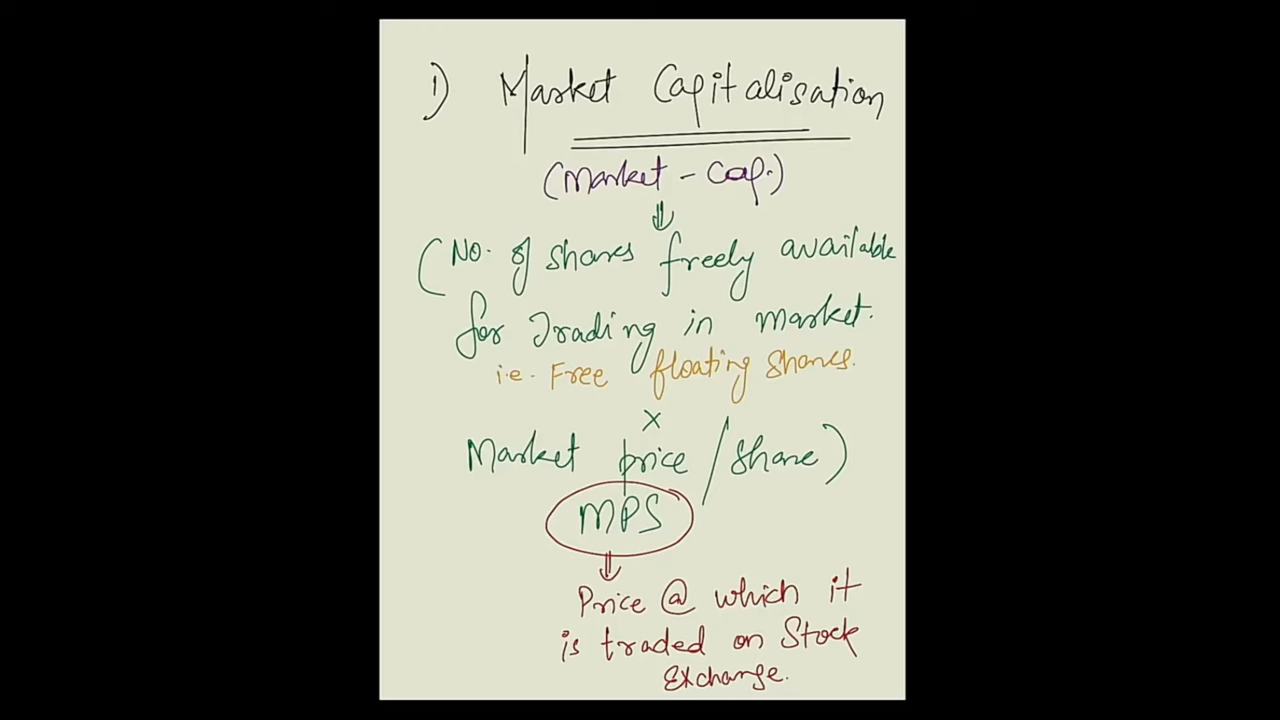 1) Market Capitalisation
(Market - Cap.)
(No. of shares freely available
for Trading in market.
i.e. Free floating shares.
×
Market price / share)
MPS
Price @ which it
is traded on Stock
Exchange.